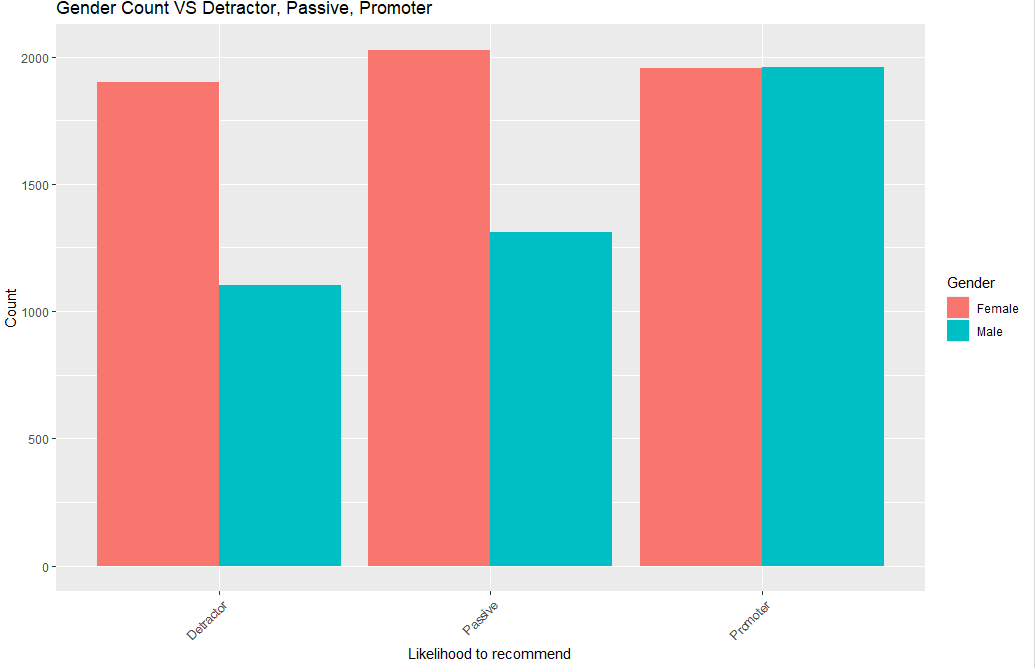 Gender Count VS Detractor, Passive, Promoter
Count
2000
1500
1000
500
0
Detractor
Passive
Promoter
Likelihood to recommend
Gender
Female
Male